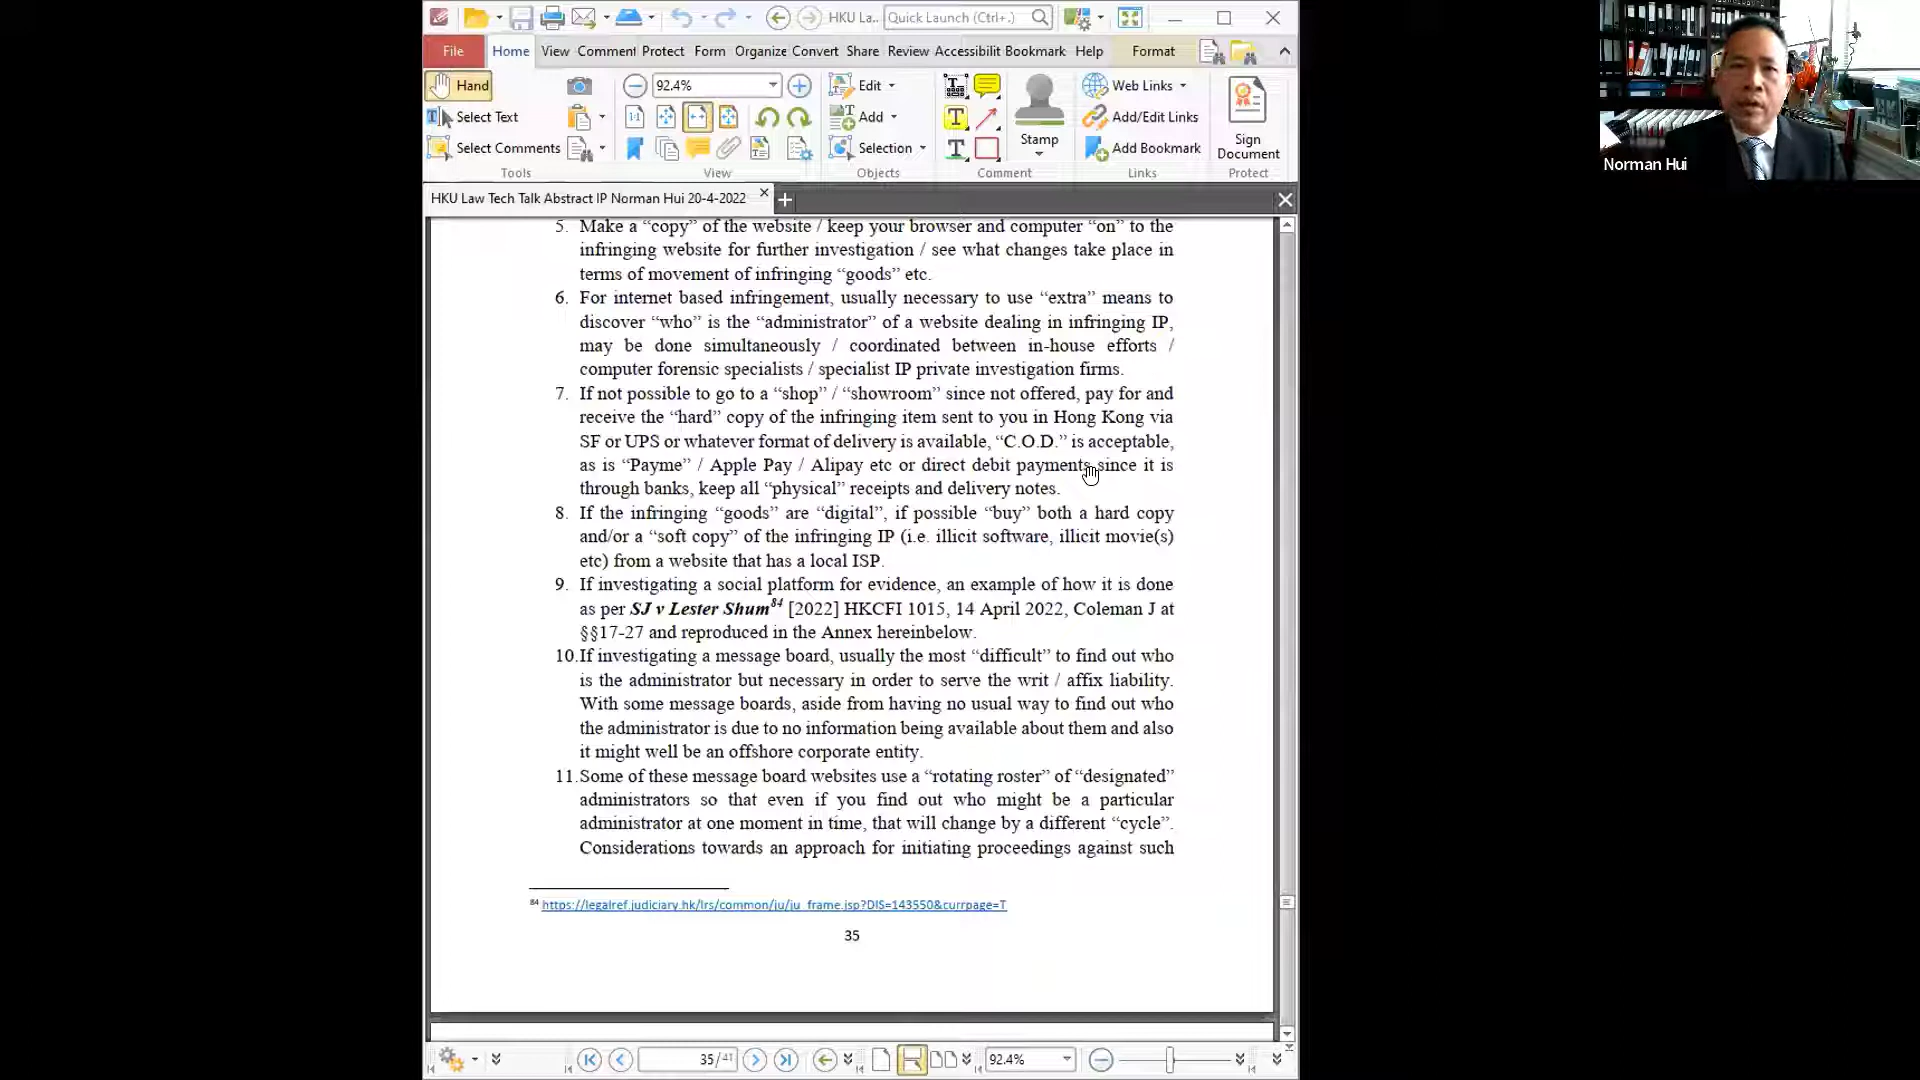 HKU La..
Quick Launch (Ctrl+.)
File Home View Comment Protect Form Organize Convert Share Review Accessibilit Bookmark Help Format
Hand
92.4%
Edit
Web Links
Select Text
Add
Add/Edit Links
Select Comments
Selection
Stamp
Add Bookmark
Sign
Document
Tools View Objects Comment Links Protect
HKU Law Tech Talk Abstract IP Norman Hui 20-4-2022
Norman Hui
5. Make a “copy” of the website / keep your browser and computer “on” to the
infringing website for further investigation / see what changes take place in
terms of movement of infringing “goods” etc.
6. For internet based infringement, usually necessary to use “extra” means to
discover “who” is the “administrator” of a website dealing in infringing IP,
may be done simultaneously / coordinated between in-house efforts /
computer forensic specialists / specialist IP private investigation firms.
7. If not possible to go to a “shop” / “showroom” since not offered, pay for and
receive the “hard” copy of the infringing item sent to you in Hong Kong via
SF or UPS or whatever format of delivery is available, “C.O.D.” is acceptable,
as is “Payme” / Apple Pay / Alipay etc or direct debit payments since it is
through banks, keep all “physical” receipts and delivery notes.
8. If the infringing “goods” are “digital”, if possible “buy” both a hard copy
and/or a “soft copy” of the infringing IP (i.e. illicit software, illicit movie(s)
etc) from a website that has a local ISP.
9. If investigating a social platform for evidence, an example of how it is done
as per SJ v Lester Shum84 [2022] HKCFI 1015, 14 April 2022, Coleman J at
§§17-27 and reproduced in the Annex hereinbelow.
10. If investigating a message board, usually the most “difficult” to find out who
is the administrator but necessary in order to serve the writ / affix liability.
With some message boards, aside from having no usual way to find out who
the administrator is due to no information being available about them and also
it might well be an offshore corporate entity.
11. Some of these message board websites use a “rotating roster” of “designated”
administrators so that even if you find out who might be a particular
administrator at one moment in time, that will change by a different “cycle”.
Considerations towards an approach for initiating proceedings against such
84 https://legalref.judiciary.hk/lrs/common/ju/ju_frame.jsp?DIS=143550&currpage=T
35
35 / 41
92.4%